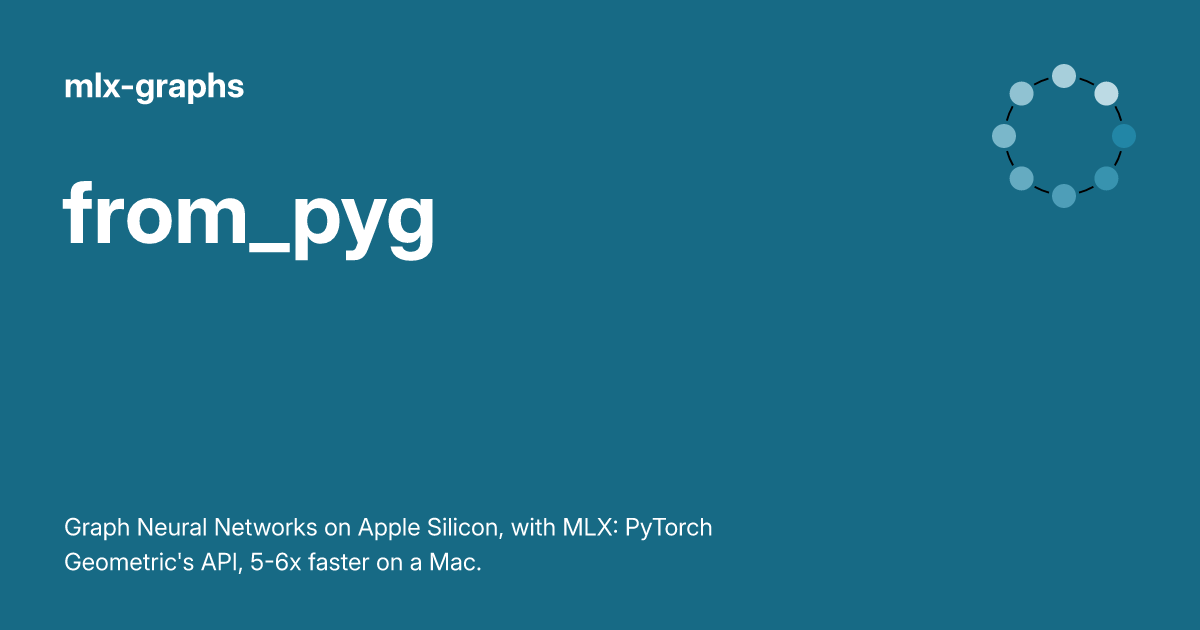 mlx-graphs
from_pyg
Graph Neural Networks on Apple Silicon, with MLX: PyTorch
Geometric's API, 5-6x faster on a Mac.